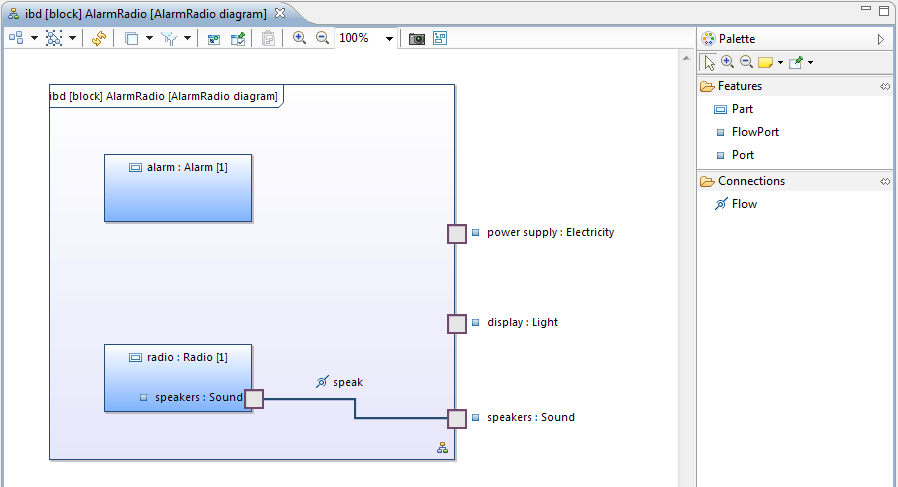 ibd [block] AlarmRadio [AlarmRadio diagram]
100%
ibd [block] AlarmRadio [AlarmRadio diagram]
alarm : Alarm [1]
power supply : Electricity
display : Light
radio : Radio [1]
speakers : Sound
speak
speakers : Sound
Palette
Features
Part
FlowPort
Port
Connections
Flow